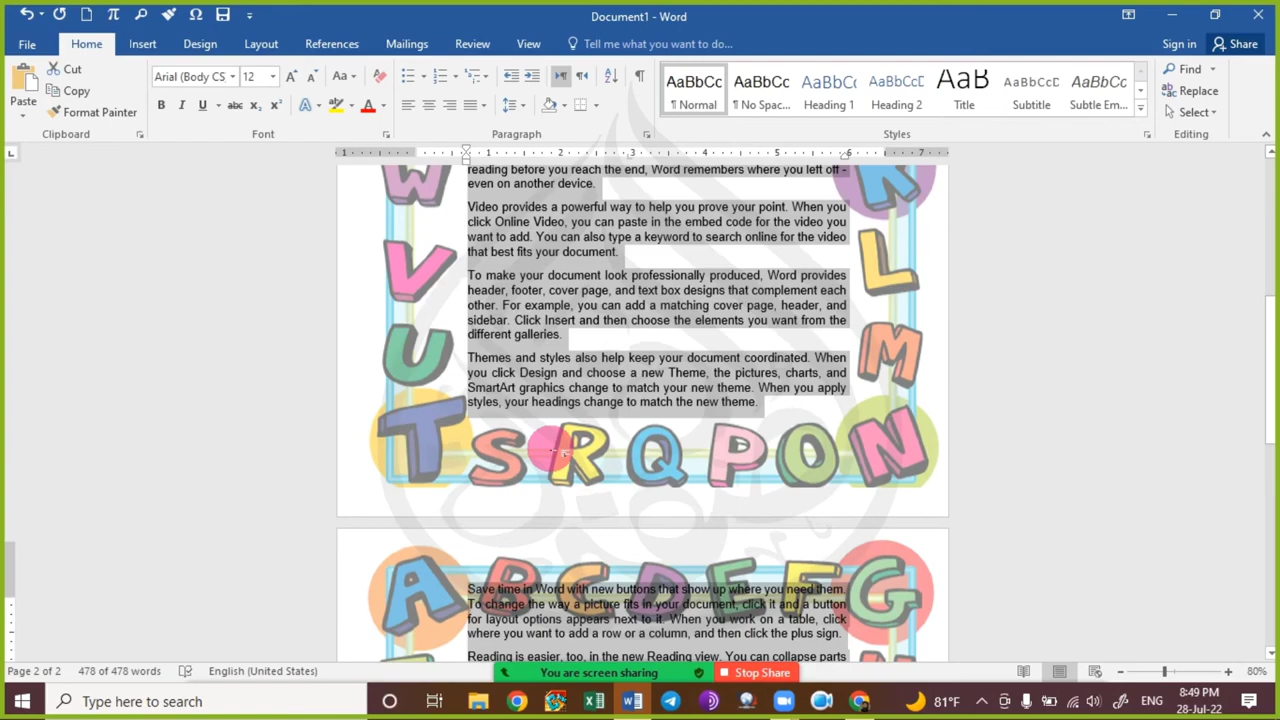 Document1 - Word
File Home Insert Design Layout References Mailings Review View Tell me what you want to do... Sign in Share
Paste
Cut
Copy
Format Painter
Clipboard
Arial (Body CS) 12
Font
Paragraph
AaBbCc AaBbCc AaBbC AaBbCcD AaB AaBbCcD AaBbCc
¶ Normal ¶ No Spac... Heading Heading 2 Title Subtitle Subtle Em...
Styles
Find
Replace
Select
Editing
1 1 2 3 4 5 6 7
reading before you reach the end, Word remembers where you left off -
even on another device.
Video provides a powerful way to help you prove your point. When you
click Online Video, you can paste in the embed code for the video you
want to add. You can also type a keyword to search online for the video
that best fits your document.
To make your document look professionally produced, Word provides
header, footer, cover page, and text box designs that complement each
other. For example, you can add a matching cover page, header, and
sidebar. Click Insert and then choose the elements you want from the
different galleries.
Themes and styles also help keep your document coordinated. When
you click Design and choose a new Theme, the pictures, charts, and
SmartArt graphics change to match your new theme. When you apply
styles, your headings change to match the new theme.
W K
V L
U M
T S R Q P O N
A B C D E F G
Save time in Word with new buttons that show up where you need them.
To change the way a picture fits in your document, click it and a button
for layout options appears next to it. When you work on a table, click
where you want to add a row or a column, and then click the plus sign.
Reading is easier, too, in the new Reading view. You can collapse parts
Page 2 of 2 478 of 478 words English (United States) You are screen sharing Stop Share 80%
Type here to search 81°F ENG 8:49 PM
28-Jul-22